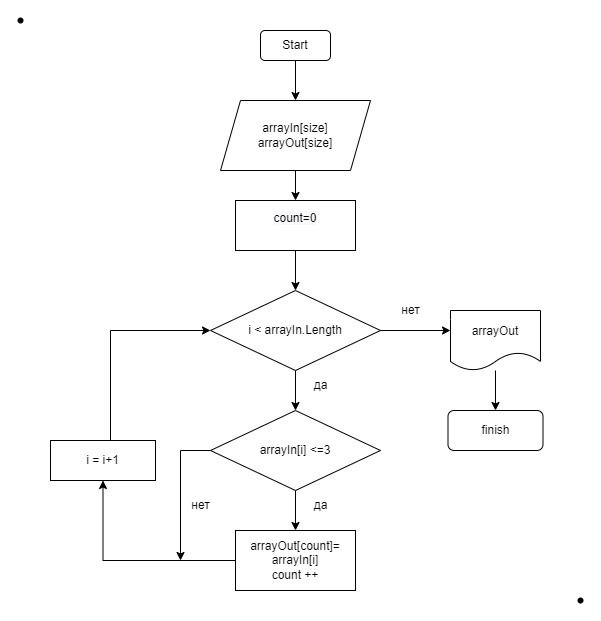 Start
arrayIn[size]
arrayOut[size]
count=0
i < arrayIn.Length
нет
arrayOut
да
finish
arrayIn[i] <=3
i = i+1
нет
да
arrayOut[count]=
arrayIn[i]
count ++